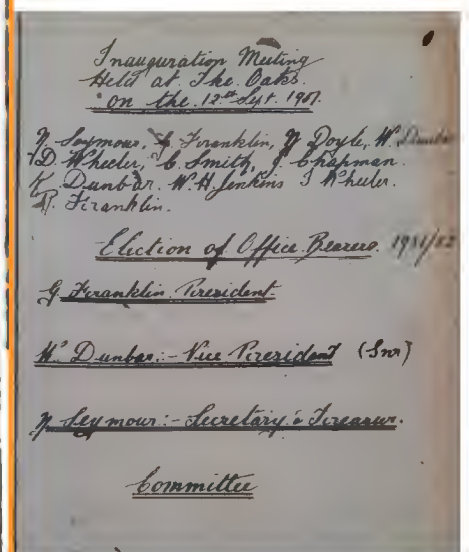 Inauguration Meeting
Held at The Oaks.
on the 12th Sept. 1951.
N Seymour, G Franklin, N Doyle, W. Dunbar
D Wheeler, C. Smith, J. Chapman.
K. Dunbar. W. H. Jenkins J Wheeler.
Franklin.
Election of Office Bearers. 1951/52
G Franklin. President
W Dunbar:- Vice President (Snr)
N Seymour:- Secretary & Treasurer.
Committee